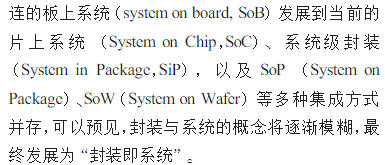 连的板上系统(system on board, SoB)发展到当前的
片上系统 (System on Chip,SoC)、系统级封装
(System in Package,SiP),以及 SoP (System on
Package)、SoW(System on Wafer)等多种集成方式
并存,可以预见,封装与系统的概念将逐渐模糊,最
终发展为“封装即系统”。